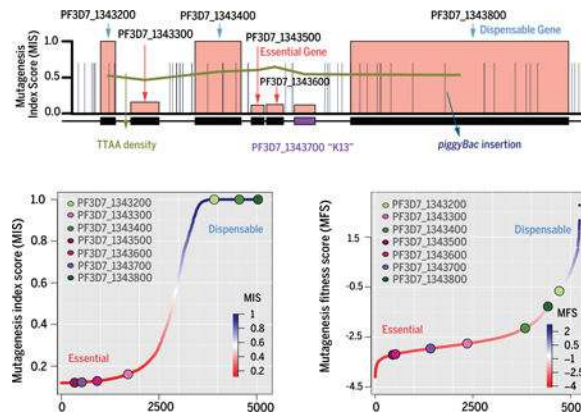 PF3D7_1343200
PF3D7_1343300
PF3D7_1343400
PF3D7_1343500
PF3D7_1343800
Essential Gene
Dispensable Gene
PF3D7_1343600
Mutagenesis
Index Score (MIS)
1.0
0.5
0.0
TTAA density
PF3D7_1343700 "K13"
piggyBac insertion
Mutagenesis index score (MIS)
1.0
0.8
0.6
0.4
0.2
PF3D7_1343200
PF3D7_1343300
PF3D7_1343400
PF3D7_1343500
PF3D7_1343600
PF3D7_1343700
PF3D7_1343800
Dispensable
Essential
MIS
1
0.8
0.6
0.4
0.2
0
2500
5000
Mutagenesis fitness score (MFS)
1.5
-0.5
-2.5
-4.5
PF3D7_1343200
PF3D7_1343300
PF3D7_1343400
PF3D7_1343500
PF3D7_1343600
PF3D7_1343700
PF3D7_1343800
Dispensable
Essential
MFS
2
1
-1
-2.5
-4
0
2500
5000